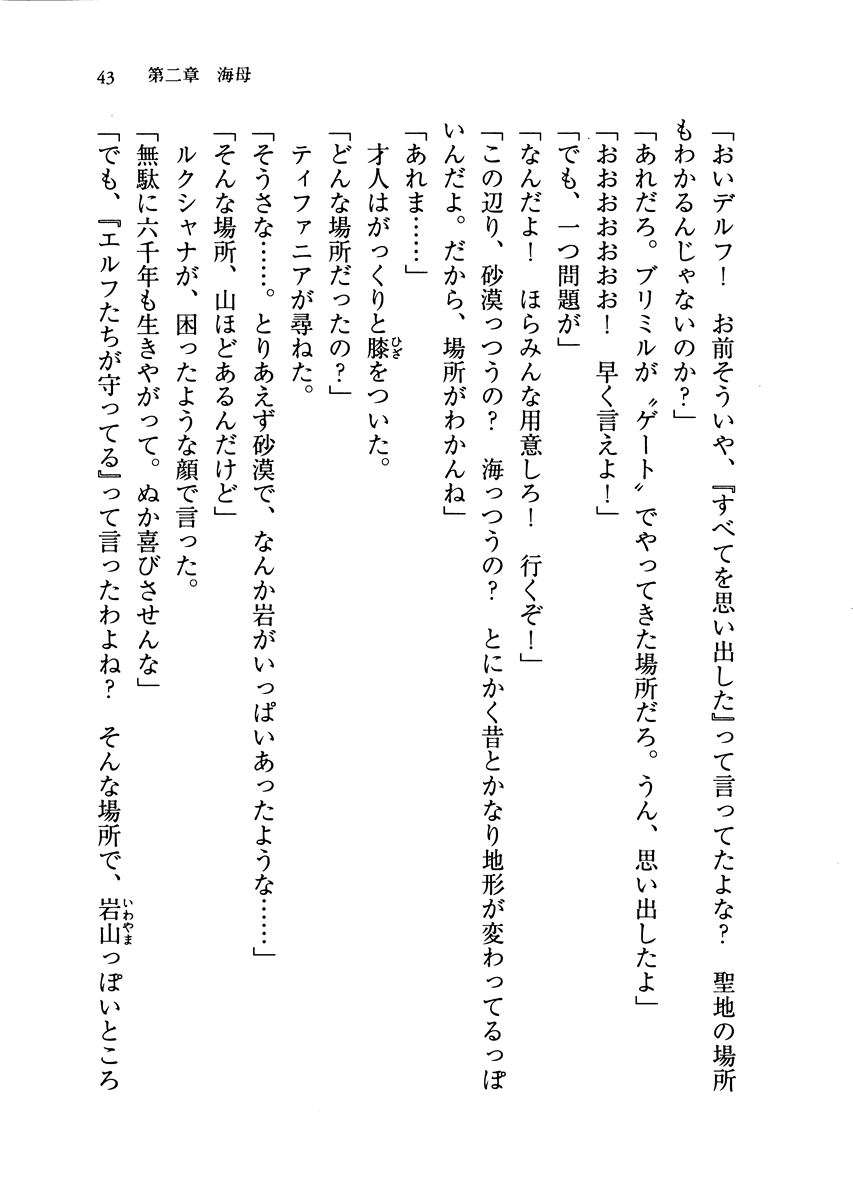 43　第二章　海母
「おいデルフ！　お前そういや、『すべてを思い出した』って言ってたよな？　聖地の場所
もわかるんじゃないのか？」
「あれだろ。ブリミルが〝ゲート〟でやってきた場所だろ。うん、思い出したよ」
「おおおおおおお！　早く言えよ！」
「でも、一つ問題が」
「なんだよ！　ほらみんな用意しろ！　行くぞ！」
「この辺り、砂漠っつうの？　海っつうの？　とにかく昔とかなり地形が変わってるっぽ
いんだよ。だから、場所がわかんね」
「あれま……」
才人はがっくりと膝をついた。
「どんな場所だったの？」
ティファニアが尋ねた。
「そうさな……。とりあえず砂漠で、なんか岩がいっぱいあったような……」
「そんな場所、山ほどあるんだけど」
ルクシャナが、困ったような顔で言った。
「無駄に六千年も生きやがって。ぬか喜びさせんな」
「でも、『エルフたちが守ってる』って言ったわよね？　そんな場所で、岩山っぽいところ